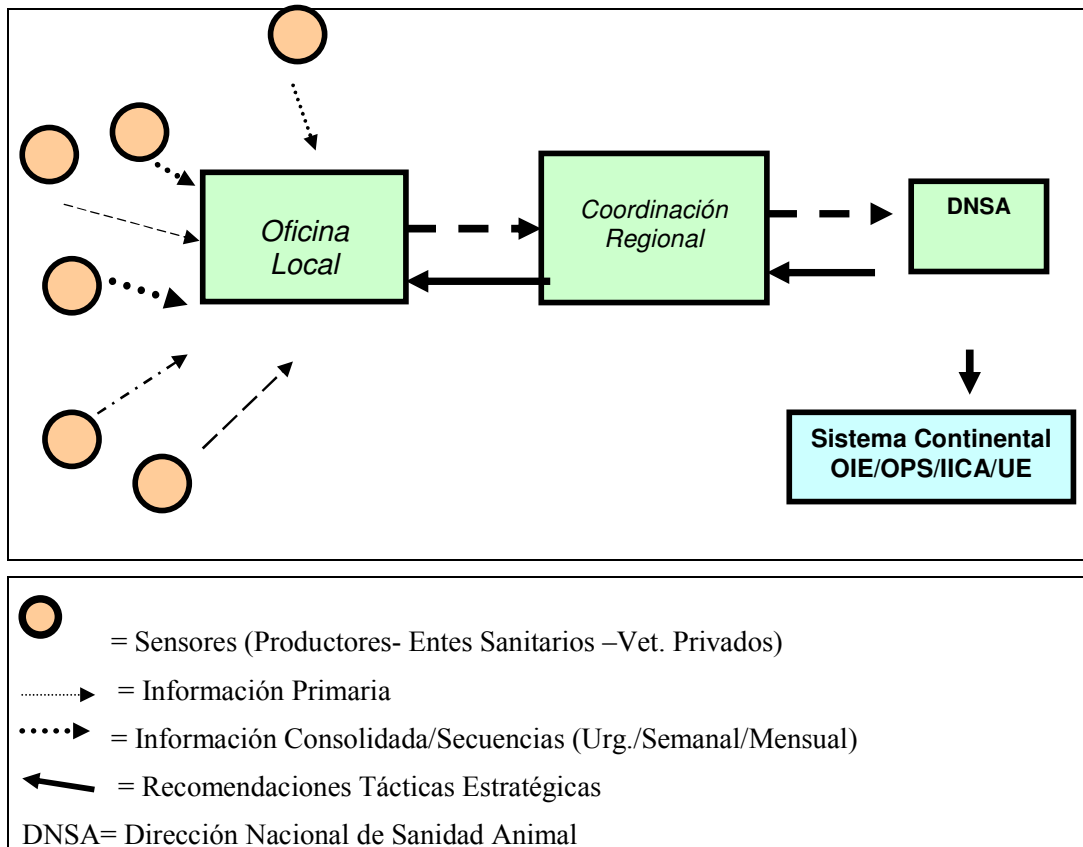 Oficina
Local
Coordinación
Regional
DNSA
Sistema Continental
OIE/OPS/IICA/UE
= Sensores (Productores- Entes Sanitarios –Vet. Privados)
= Información Primaria
= Información Consolidada/Secuencias (Urg./Semanal/Mensual)
= Recomendaciones Tácticas Estratégicas
DNSA= Dirección Nacional de Sanidad Animal